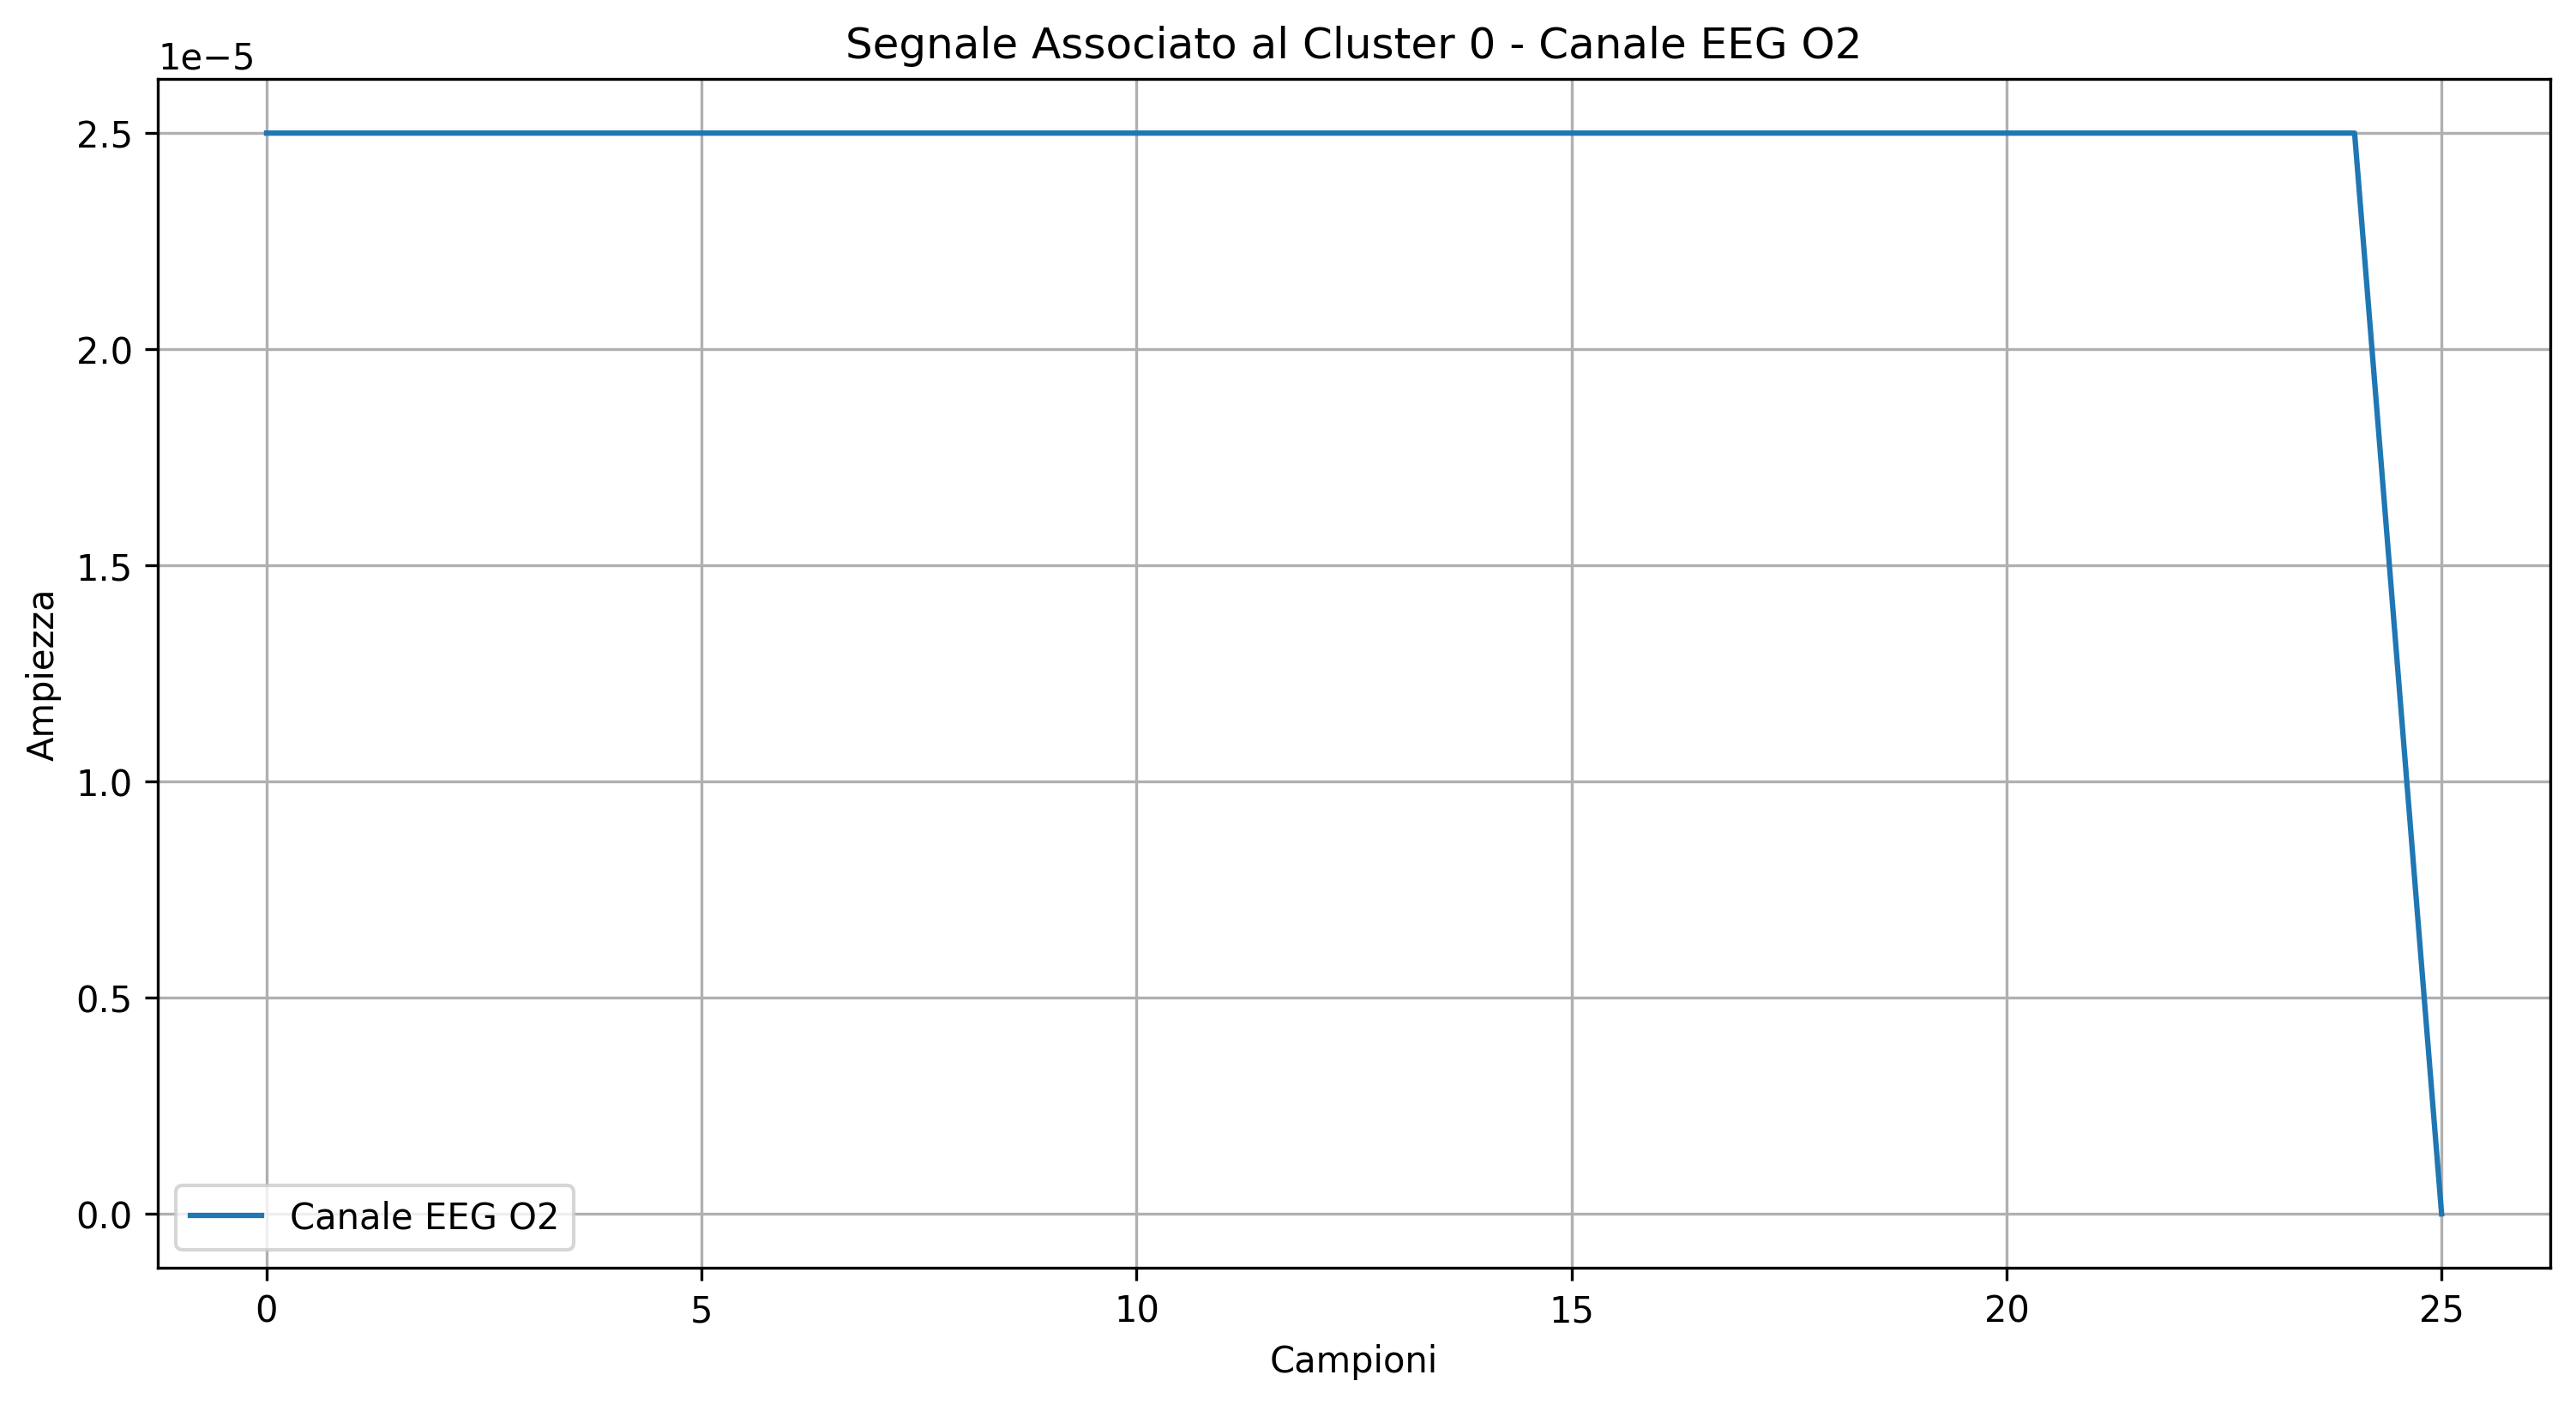 Segnale Associato al Cluster 0 - Canale EEG O2
1e−5
2.5
2.0
1.5
1.0
0.5
0.0
Ampiezza
Canale EEG O2
0 5 10 15 20 25
Campioni